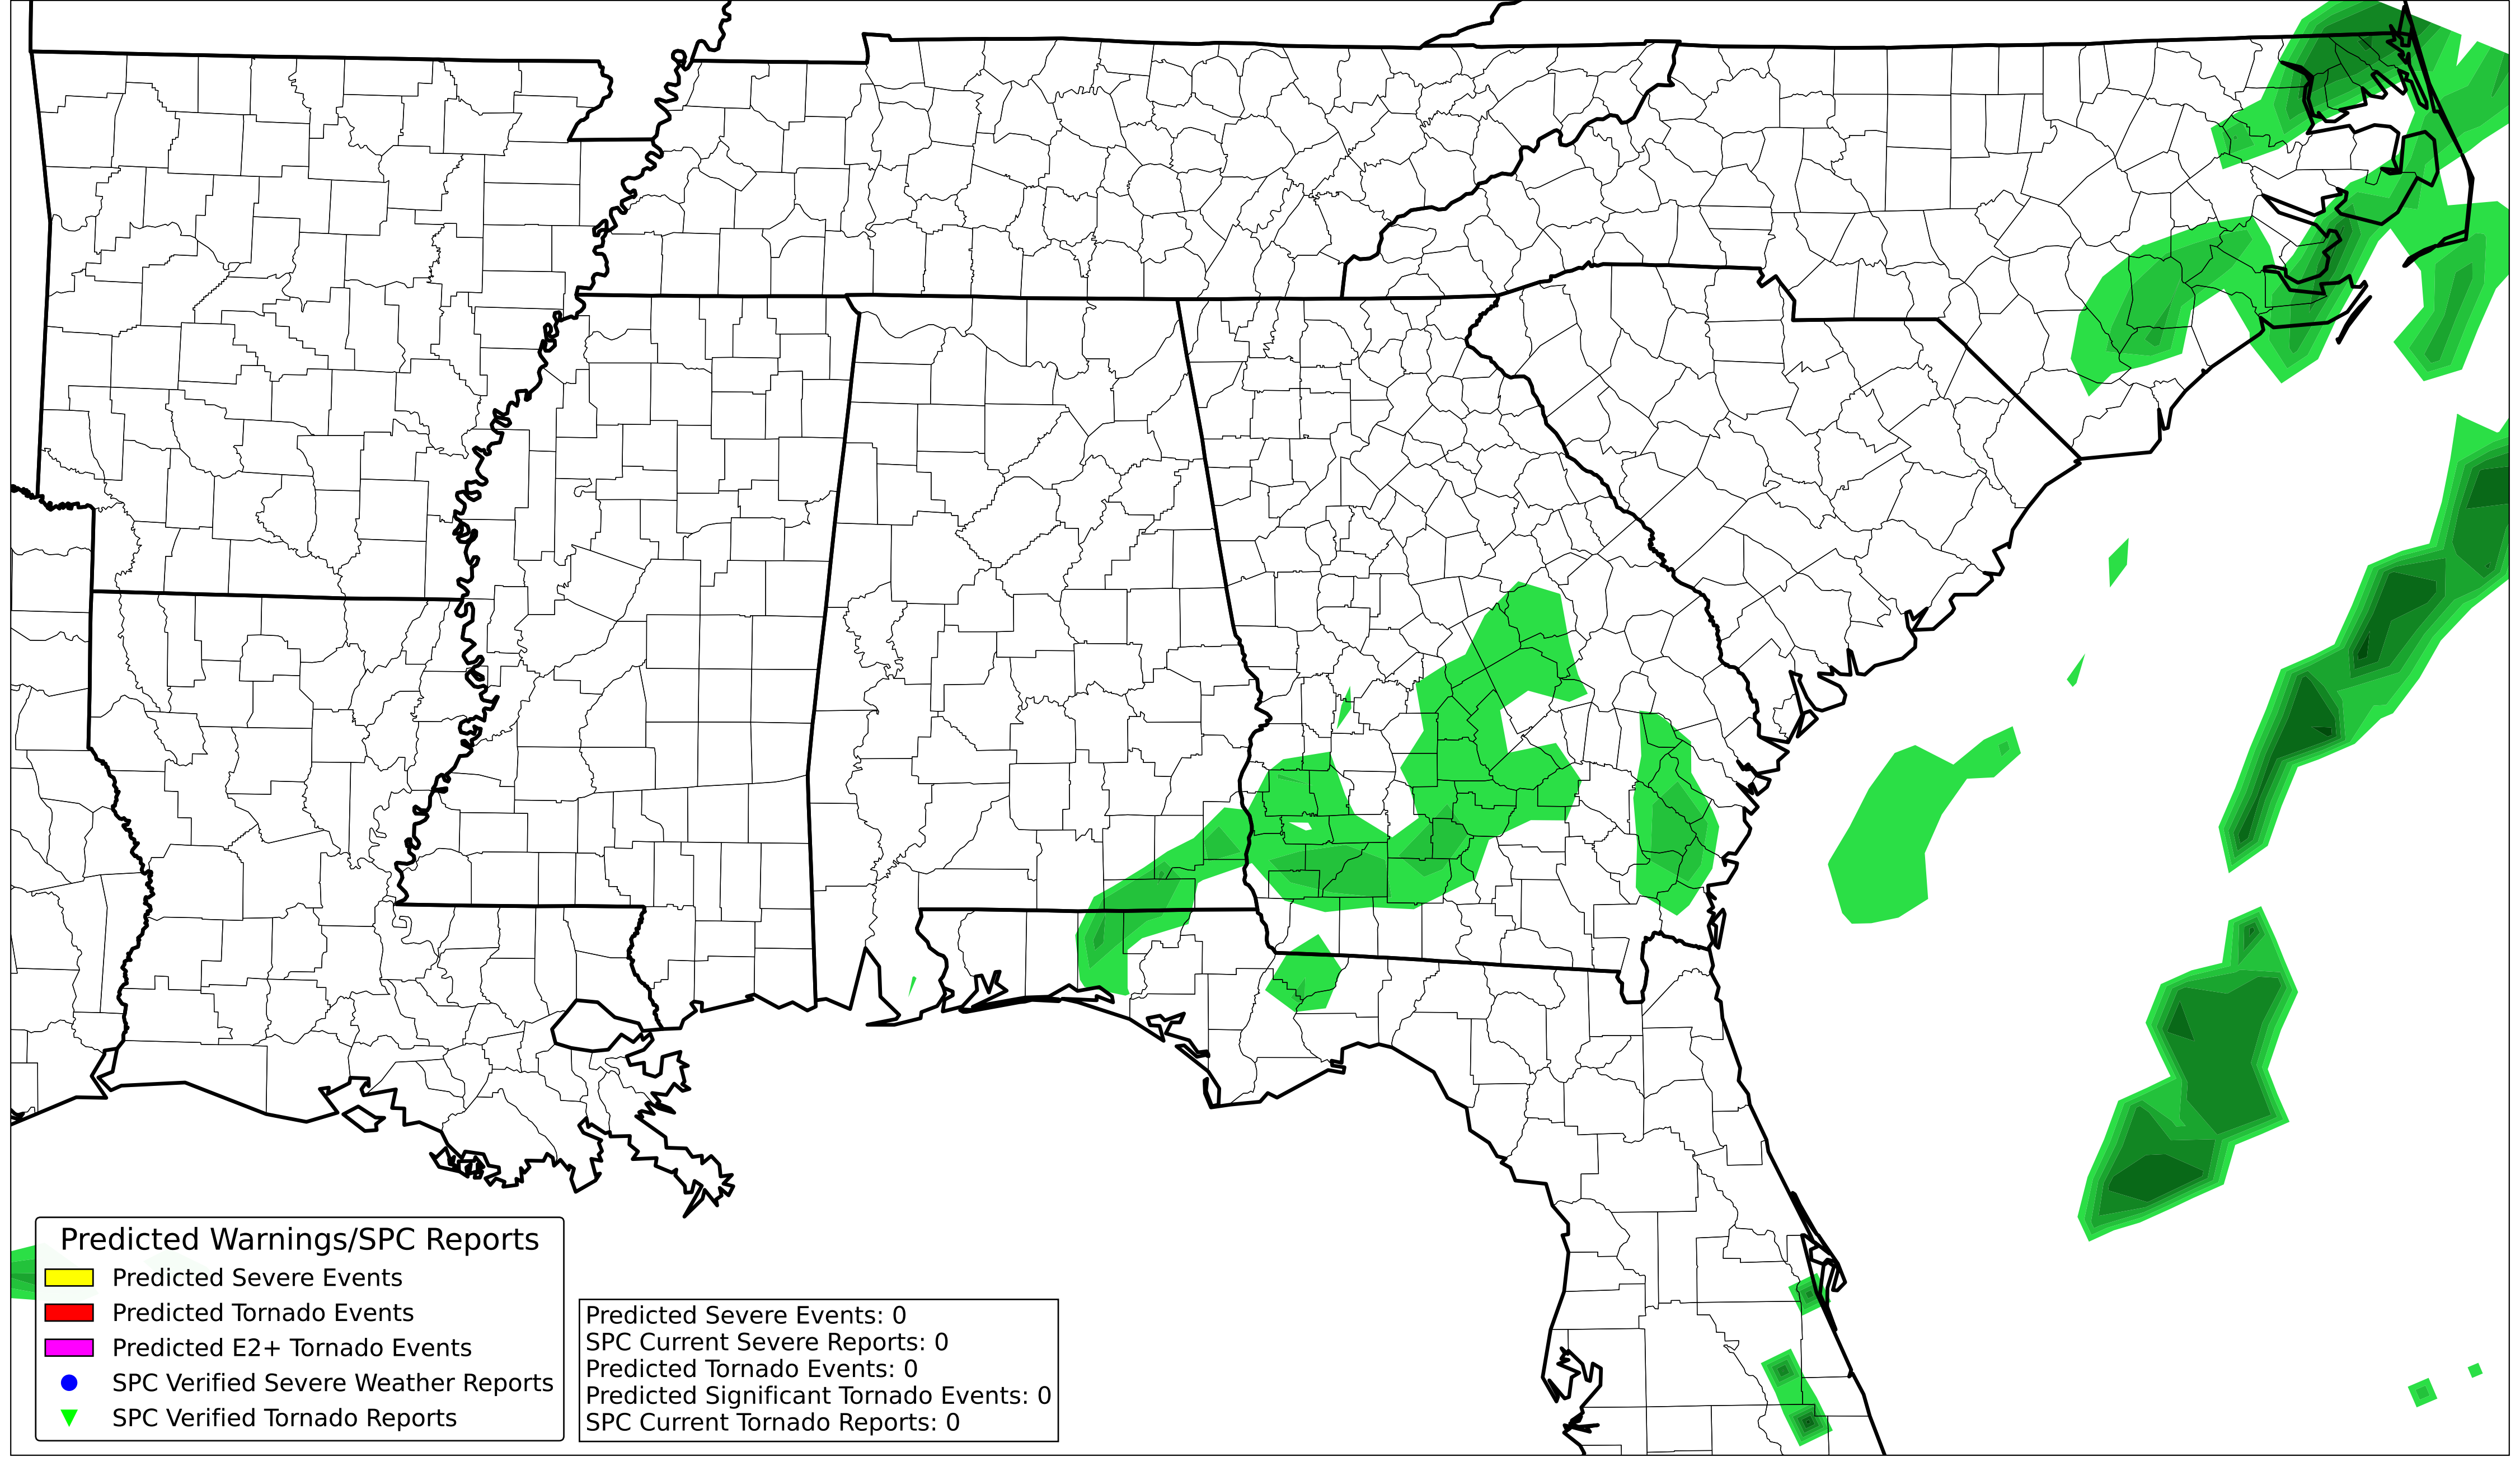 Predicted Warnings/SPC Reports
Predicted Severe Events
Predicted Tornado Events
Predicted E2+ Tornado Events
SPC Verified Severe Weather Reports
SPC Verified Tornado Reports
Predicted Severe Events: 0
SPC Current Severe Reports: 0
Predicted Tornado Events: 0
Predicted Significant Tornado Events: 0
SPC Current Tornado Reports: 0